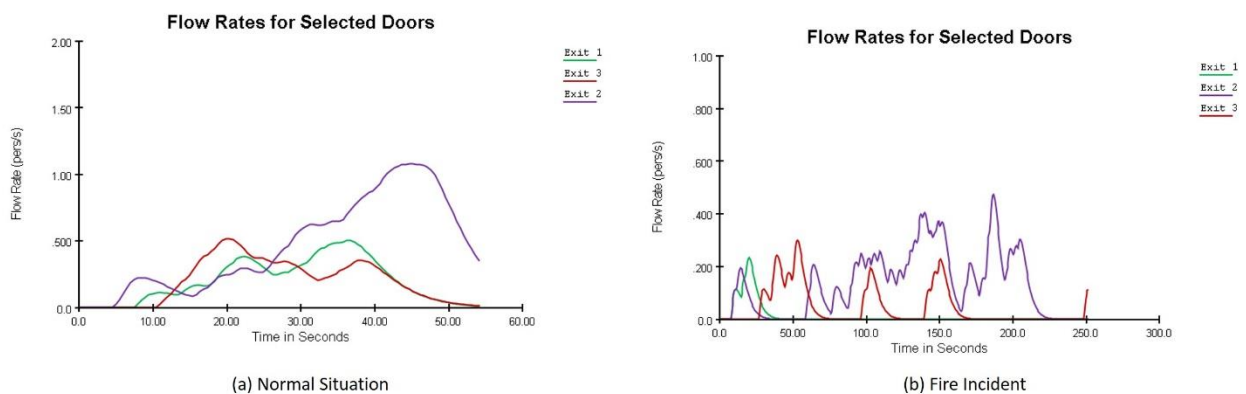 Flow Rates for Selected Doors
2.00
1.50
1.00
.500
0.0
Flow Rate (pers/s)
0.0 10.00 20.00 30.00 40.00 50.00 60.00
Time in Seconds
Exit 1
Exit 3
Exit 2
(a) Normal Situation
Flow Rates for Selected Doors
1.00
.800
.600
.400
.200
.000
Flow Rate (pers/s)
0.0 50.00 100.0 150.0 200.0 250.0 300.0
Time in Seconds
Exit 1
Exit 2
Exit 3
(b) Fire Incident